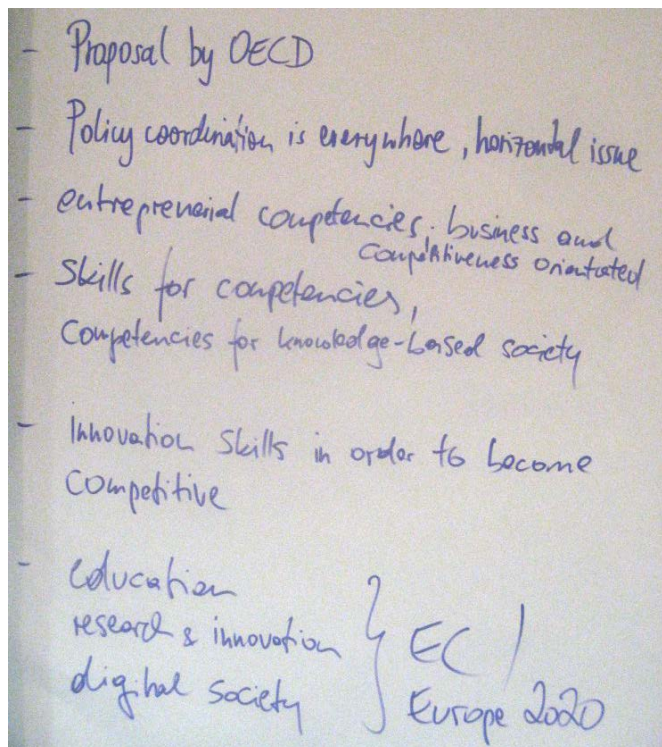 - Proposal by OECD
- Policy coordination is everywhere, horizontal issue
- entreprenarial competencies; business and
competitiveness orientated
- Skills for competencies,
Competencies for knowledge-based society
- Innovation skills in order to become
competitive
- education
research & innovation
digital society
} EC /
Europe 2020